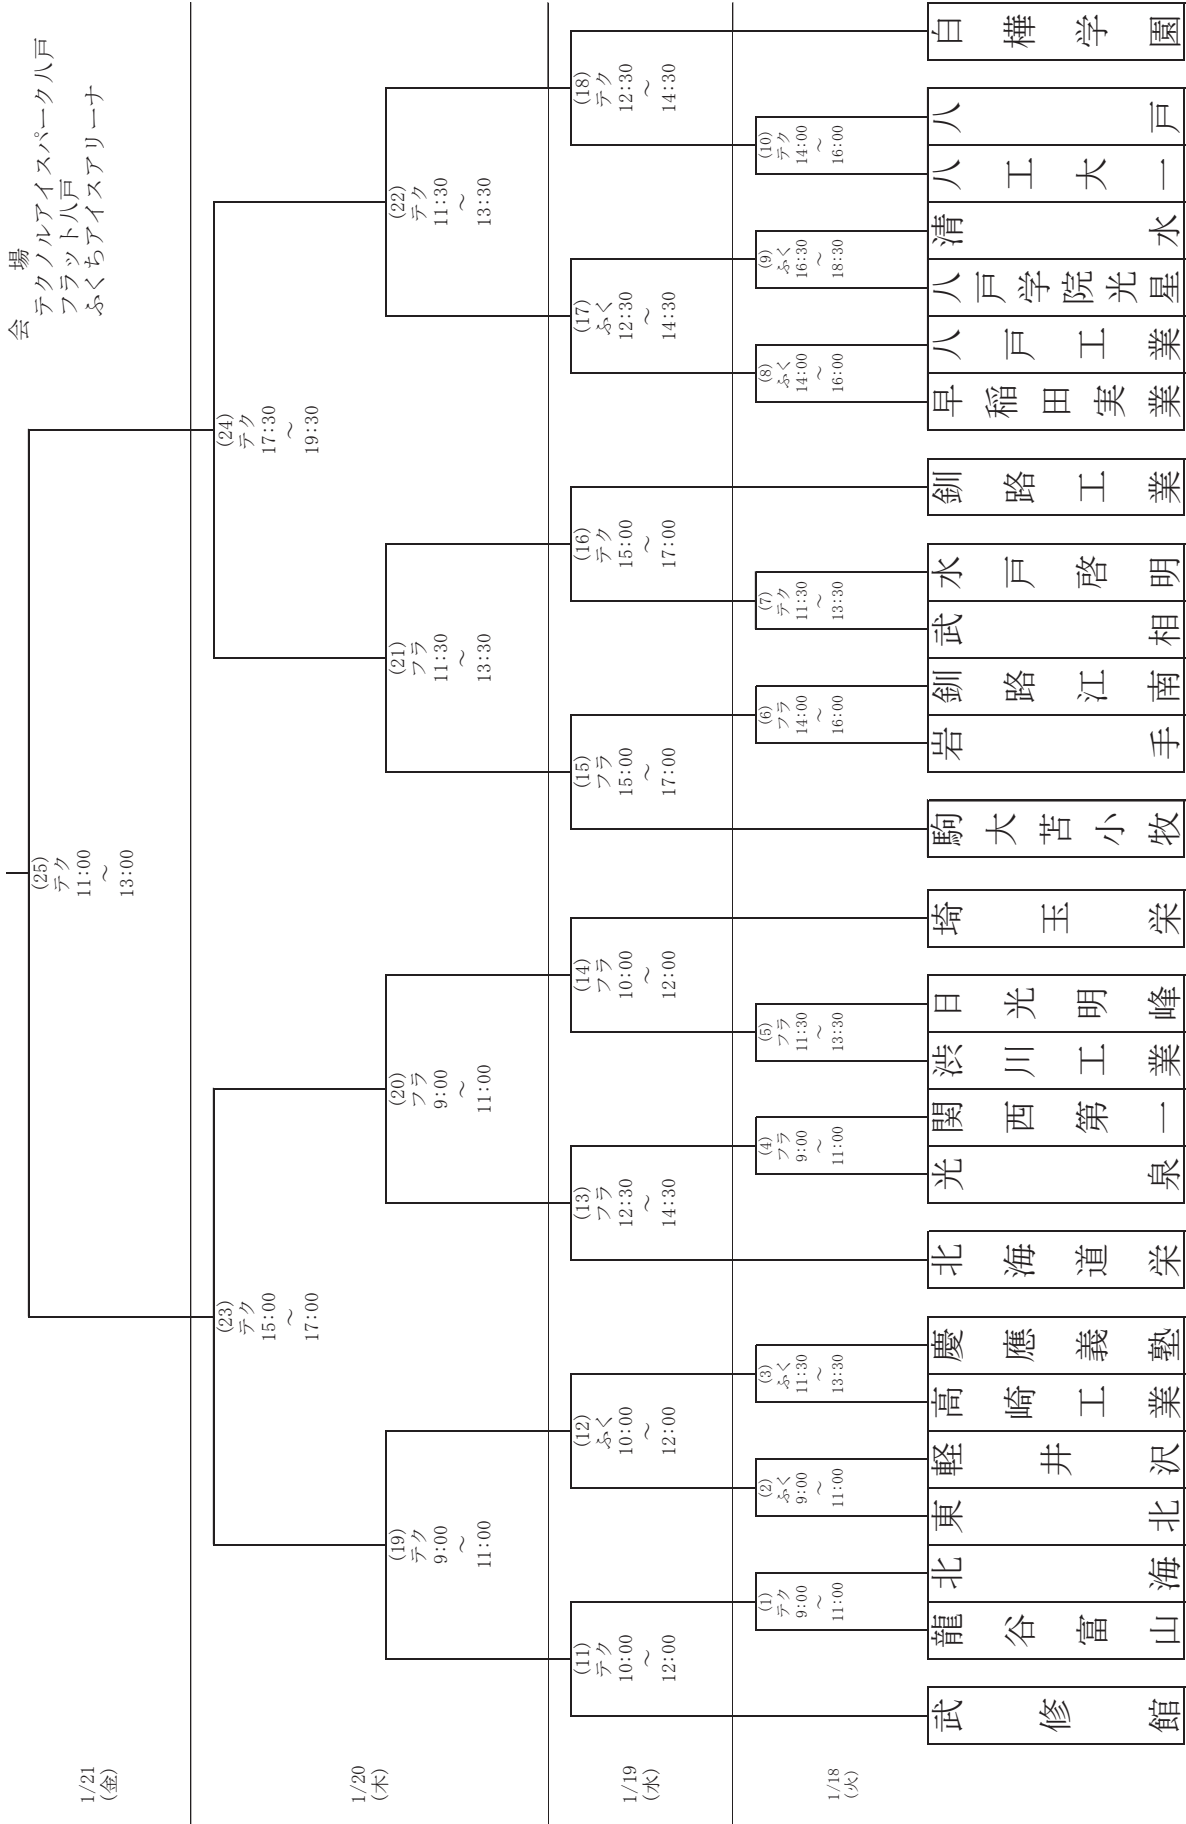 会 場
テクノルアイスパーク八戸
フラット八戸
ふくちアイスアリーナ
1/21
(金)
(25)
テク
11:00
～
13:00
1/20
(木)
(23)
テク
15:00
～
17:00
(24)
テク
17:30
～
19:30
(19)
テク
9:00
～
11:00
(20)
フラ
9:00
～
11:00
(21)
フラ
11:30
～
13:30
(22)
テク
11:30
～
13:30
1/19
(水)
(11)
テク
10:00
～
12:00
(12)
ふく
10:00
～
12:00
(13)
フラ
12:30
～
14:30
(14)
フラ
10:00
～
12:00
(15)
フラ
15:00
～
17:00
(16)
テク
15:00
～
17:00
(17)
ふく
12:30
～
14:30
(18)
テク
12:30
～
14:30
1/18
(火)
(1)
テク
9:00
～
11:00
(2)
ふく
9:00
～
11:00
(3)
ふく
11:30
～
13:30
(4)
フラ
9:00
～
11:00
(5)
フラ
11:30
～
13:30
(6)
フラ
14:00
～
16:00
(7)
テク
11:30
～
13:30
(8)
ふく
14:00
～
16:00
(9)
ふく
16:30
～
18:30
(10)
テク
14:00
～
16:00
武修館
龍谷富山
北海
東北
軽井沢
高崎工業
慶應義塾
北海道栄
光泉
関西第一
渋川工業
日光明峰
埼玉栄
駒大苫小牧
岩手
釧路江南
武相
水戸啓明
釧路工業
早稲田実業
八戸工業
八戸学院光星
清水
八工大一
八戸
白樺学園